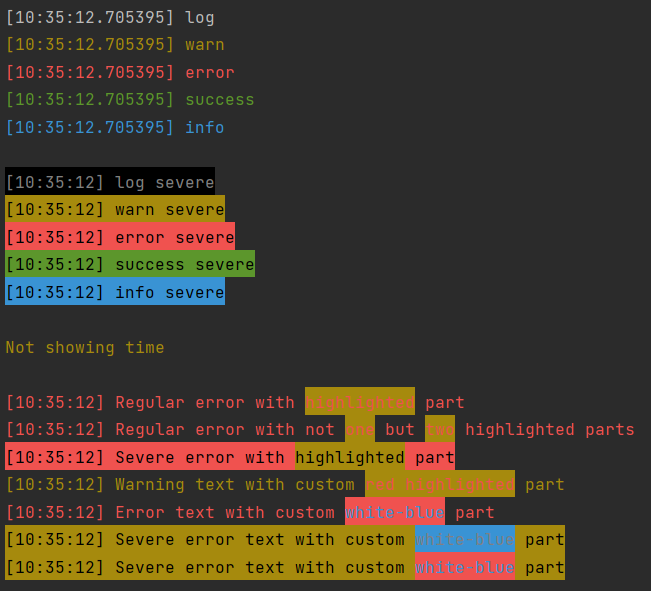 [10:35:12.705395] log
[10:35:12.705395] warn
[10:35:12.705395] error
[10:35:12.705395] success
[10:35:12.705395] info
[10:35:12] log severe
[10:35:12] warn severe
[10:35:12] error severe
[10:35:12] success severe
[10:35:12] info severe
Not showing time
[10:35:12] Regular error with highlighted part
[10:35:12] Regular error with not one but two highlighted parts
[10:35:12] Severe error with highlighted part
[10:35:12] Warning text with custom red highlighted part
[10:35:12] Error text with custom white-blue part
[10:35:12] Severe error text with custom white-blue part
[10:35:12] Severe error text with custom white-blue part